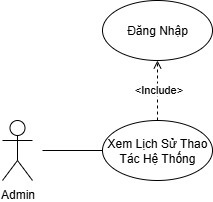 Đăng Nhập
<Include>
Xem Lịch Sử Thao
Tác Hệ Thống
Admin